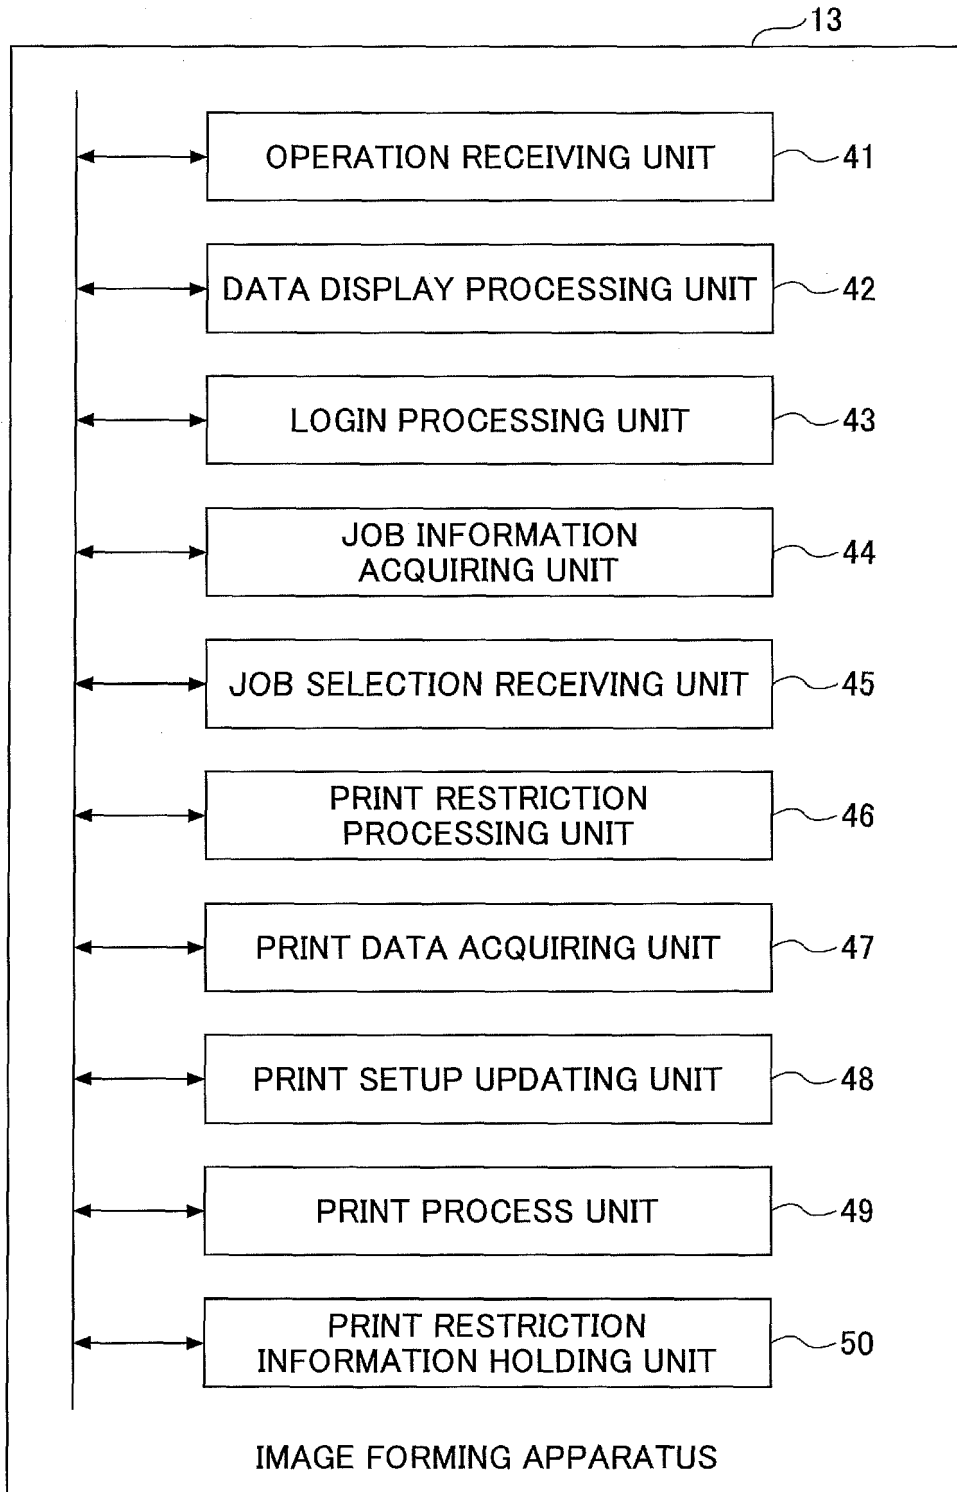 13
OPERATION RECEIVING UNIT 41
DATA DISPLAY PROCESSING UNIT 42
LOGIN PROCESSING UNIT 43
JOB INFORMATION
ACQUIRING UNIT 44
JOB SELECTION RECEIVING UNIT 45
PRINT RESTRICTION
PROCESSING UNIT 46
PRINT DATA ACQUIRING UNIT 47
PRINT SETUP UPDATING UNIT 48
PRINT PROCESS UNIT 49
PRINT RESTRICTION
INFORMATION HOLDING UNIT 50
IMAGE FORMING APPARATUS